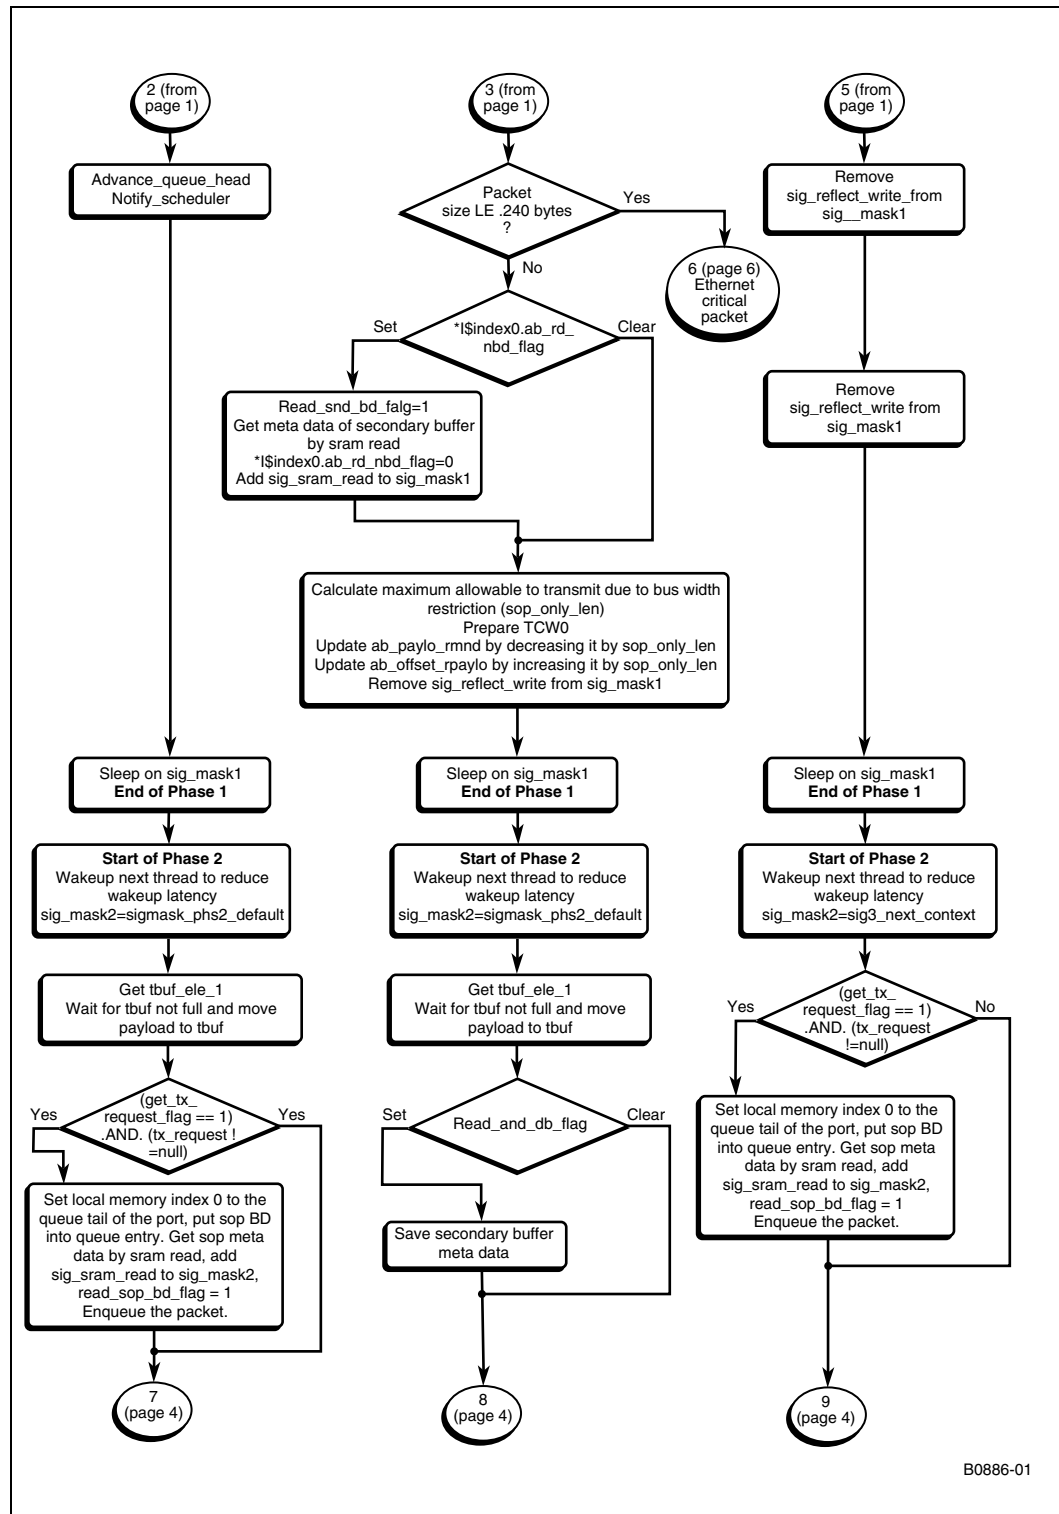 2 (from
page 1)
3 (from
page 1)
5 (from
page 1)
Advance_queue_head
Notify_scheduler
Packet
size LE .240 bytes
?
Yes
No
Remove
sig_reflect_write_from
sig__mask1
6 (page 6)
Ethernet
critical
packet
Set
*l$index0.ab_rd_
nbd_flag
Clear
Read_snd_bd_falg=1
Get meta data of secondary buffer
by sram read
*l$index0.ab_rd_nbd_flag=0
Add sig_sram_read to sig_mask1
Remove
sig_reflect_write from
sig_mask1
Calculate maximum allowable to transmit due to bus width
restriction (sop_only_len)
Prepare TCW0
Update ab_paylo_rmnd by decreasing it by sop_only_len
Update ab_offset_rpaylo by increasing it by sop_only_len
Remove sig_reflect_write from sig_mask1
Sleep on sig_mask1
End of Phase 1
Sleep on sig_mask1
End of Phase 1
Sleep on sig_mask1
End of Phase 1
Start of Phase 2
Wakeup next thread to reduce
wakeup latency
sig_mask2=sigmask_phs2_default
Start of Phase 2
Wakeup next thread to reduce
wakeup latency
sig_mask2=sigmask_phs2_default
Start of Phase 2
Wakeup next thread to reduce
wakeup latency
sig_mask2=sig3_next_context
Get tbuf_ele_1
Wait for tbuf not full and move
payload to tbuf
Get tbuf_ele_1
Wait for tbuf not full and move
payload to tbuf
Yes
(get_tx_
request_flag == 1)
.AND. (tx_request
!=null)
No
Yes
(get_tx_
request_flag == 1)
.AND. (tx_request !
=null)
Yes
Set
Read_and_db_flag
Clear
Set local memory index 0 to the
queue tail of the port, put sop BD
into queue entry. Get sop meta
data by sram read, add
sig_sram_read to sig_mask2,
read_sop_bd_flag = 1
Enqueue the packet.
Set local memory index 0 to the
queue tail of the port, put sop BD
into queue entry. Get sop meta
data by sram read, add
sig_sram_read to sig_mask2,
read_sop_bd_flag = 1
Enqueue the packet.
Save secondary buffer
meta data
7
(page 4)
8
(page 4)
9
(page 4)
B0886-01